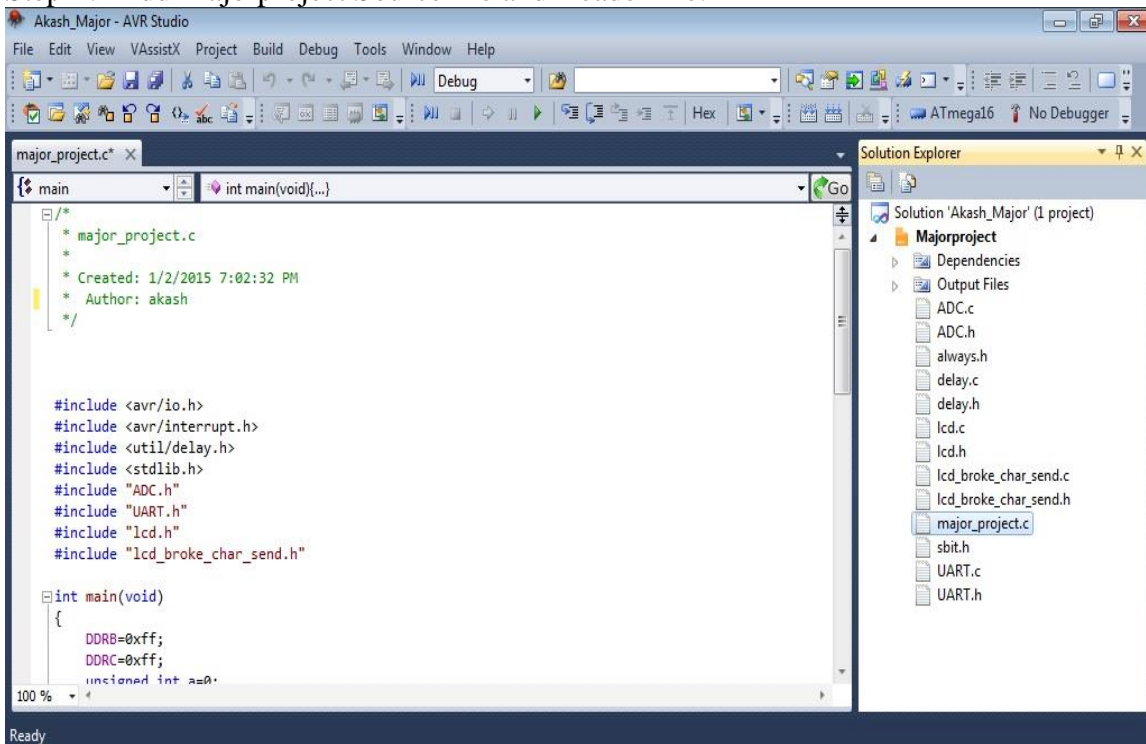 Akash_Major - AVR Studio
File Edit View VAssistX Project Build Debug Tools Window Help
Debug
Hex ATmega16 No Debugger
major_project.c*
main int main(void){...} Go
/*
* major_project.c
*
* Created: 1/2/2015 7:02:32 PM
* Author: akash
*/
#include <avr/io.h>
#include <avr/interrupt.h>
#include <util/delay.h>
#include <stdlib.h>
#include "ADC.h"
#include "UART.h"
#include "lcd.h"
#include "lcd_broke_char_send.h"
int main(void)
{
DDRB=0xff;
DDRC=0xff;
unsigned int a=0;
100 %
Ready
Solution Explorer
Solution 'Akash_Major' (1 project)
Majorproject
Dependencies
Output Files
ADC.c
ADC.h
always.h
delay.c
delay.h
lcd.c
lcd.h
lcd_broke_char_send.c
lcd_broke_char_send.h
major_project.c
sbit.h
UART.c
UART.h